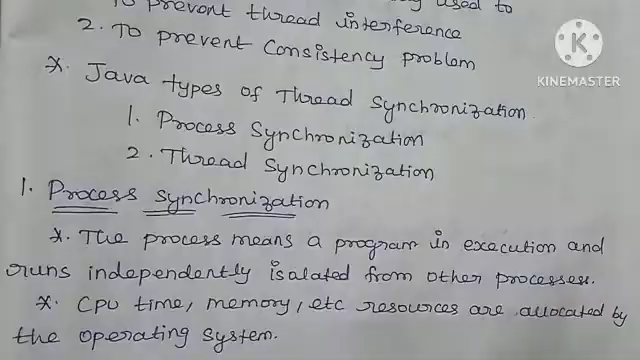 To prevent thread interference
2. To prevent Consistency problem
*. Java types of Thread Synchronization
1. Process Synchronization
2. Thread Synchronization
1. Process synchronization
*. The process means a program in execution and
runs independently isalated from other processes.
*. CPU time, memory, etc resources are allocated by
the operating system.
K
KINEMASTER